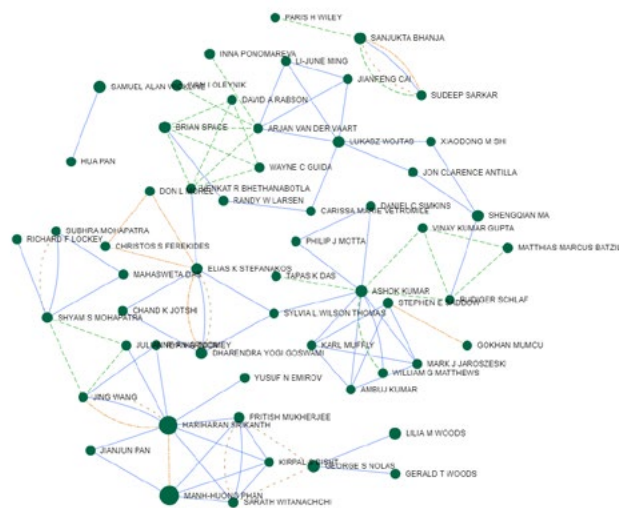 PARIS H WILEY
SANJUKTA BHANJA
INNA PONOMAREVA
LI-JUNE MING
JIANFENG CAI
SAMUEL ALAN
OLEYNIK
SUDEEP SARKAR
DAVID A RABSON
BRIAN SPACE
ARJAN VAN DER VAART
LUKASZ WOJTAS
XIAODONG M SHI
HUA PAN
WAYNE C GUIDA
JON CLARENCE ANTILLA
DON L
VENKAT R BHETHANABOTLA
RANDY W LARSEN
DANIEL C SIMKINS
CARISSA MARIE VETROMILE
SHENGQIAN MA
SUBHRA MOHAPATRA
VINAY KUMAR GUPTA
RICHARD F LOCKEY
CHRISTOS S FEREKIDES
PHILIP J MOTTA
MATTHIAS MARCUS BATZIL
MAHASWETA DAS
ELIAS K STEFANAKOS
TAPAS K DAS
ASHOK KUMAR
RUDIGER SCHLAF
STEPHEN E SADDOW
CHAND K JOTSHI
SYLVIA L WILSON THOMAS
SHYAM S MOHAPATRA
GOKHAN MUMCU
DHARENDRA YOGI GOSWAMI
KARL MUFFLY
MARK J JAROSZESKI
WILLIAM G MATTHEWS
YUSUF N EMIROV
AMBUJ KUMAR
JING WANG
PRITISH MUKHERJEE
HARIHARAN SRIKANTH
LILIA M WOODS
JIANJUN PAN
KIRPAL
GEORGE S NOLAS
GERALD T WOODS
MANH-HUONG PHAN
SARATH WITANACHCHI